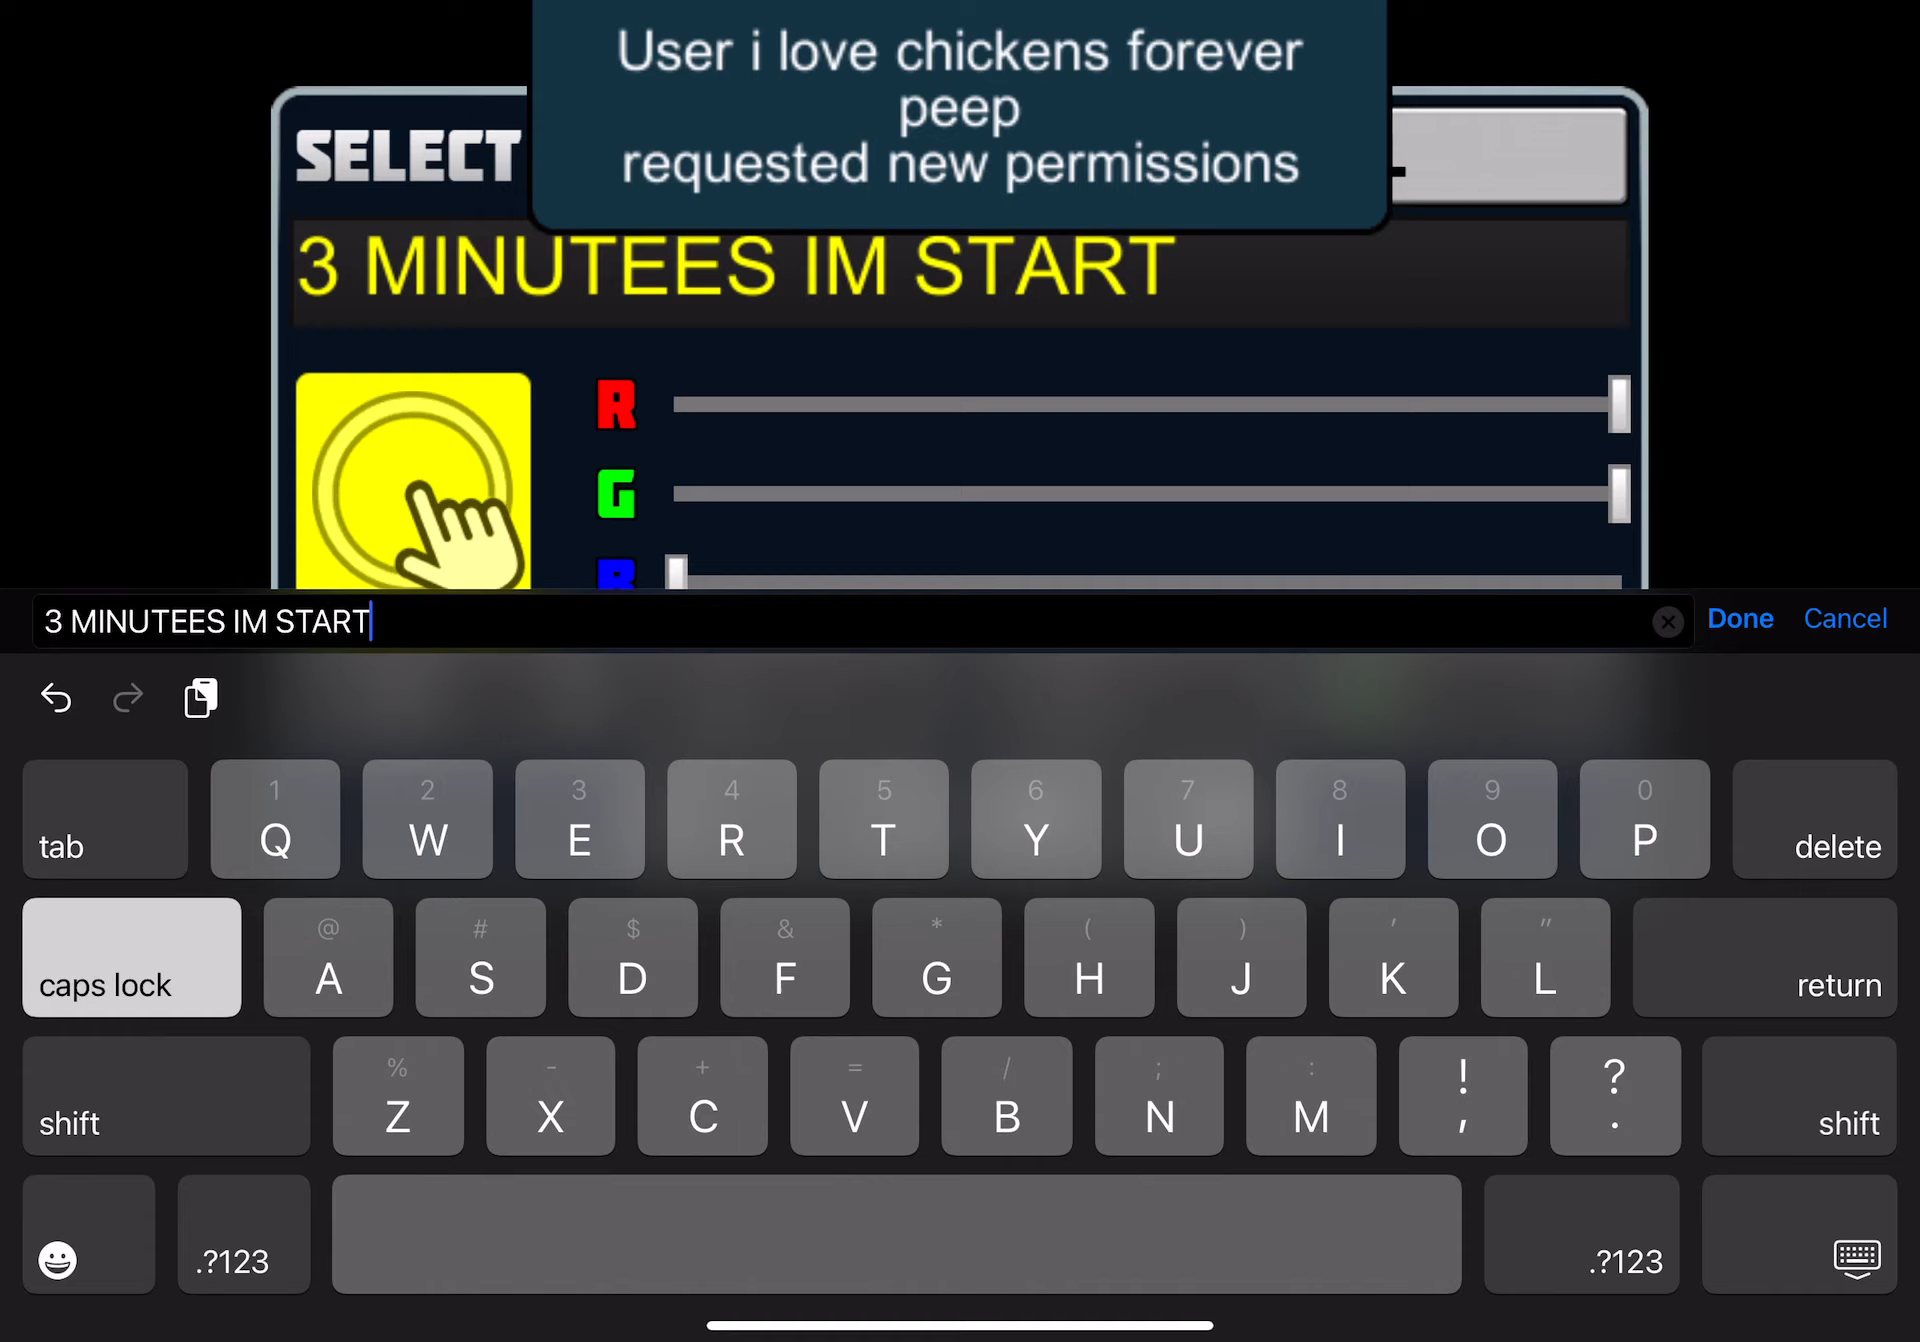 User i love chickens forever
peep
requested new permissions
SELECT
3 MINUTEES IM START
R
G
B
3 MINUTEES IM START
Done
Cancel
tab
1 2 3 4 5 6 7 8 9 0
Q W E R T Y U I O P
delete
caps lock
@ # $ & * ( ) ' "
A S D F G H J K L
return
shift
% - + = / ; : ! ?
Z X C V B N M , .
shift
.?123
.?123